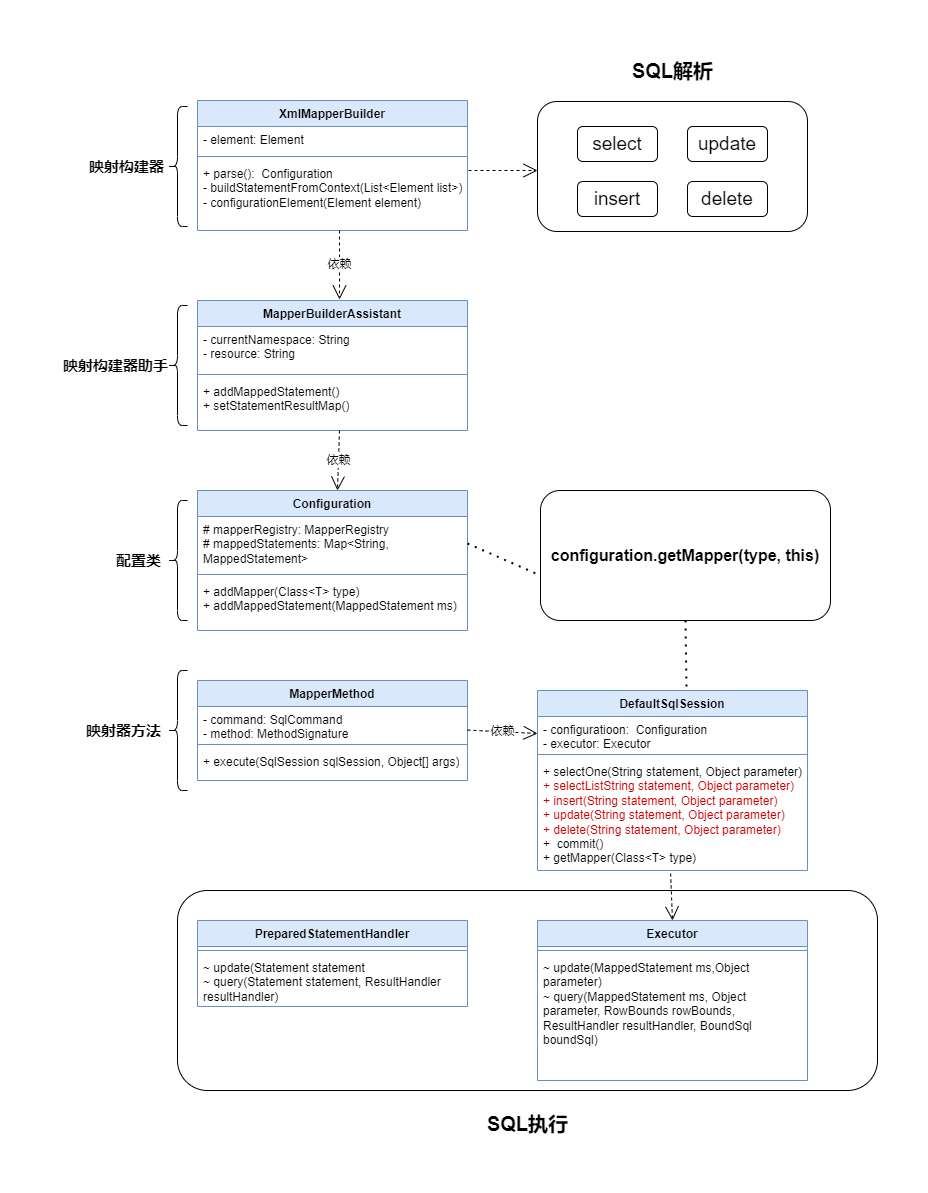 SQL解析
XmlMapperBuilder
- element: Element
+ parse():  Configuration
- buildStatementFromContext(List<Element list>)
- configurationElement(Element element)
映射构建器
select
update
insert
delete
依赖
MapperBuilderAssistant
- currentNamespace: String
- resource: String
+ addMappedStatement()
+ setStatementResultMap()
映射构建器助手
依赖
Configuration
# mapperRegistry: MapperRegistry
# mappedStatements: Map<String,
MappedStatement>
+ addMapper(Class<T> type)
+ addMappedStatement(MappedStatement ms)
配置类
configuration.getMapper(type, this)
MapperMethod
- command: SqlCommand
- method: MethodSignature
+ execute(SqlSession sqlSession, Object[] args)
映射器方法
依赖
DefaultSqlSession
- configuratioon:  Configuration
- executor: Executor
+ selectOne(String statement, Object parameter)
+ selectListString statement, Object parameter)
+ insert(String statement, Object parameter)
+ update(String statement, Object parameter)
+ delete(String statement, Object parameter)
+  commit()
+ getMapper(Class<T> type)
PreparedStatementHandler
~ update(Statement statement
~ query(Statement statement, ResultHandler
resultHandler)
Executor
~ update(MappedStatement ms,Object
parameter)
~ query(MappedStatement ms, Object
parameter, RowBounds rowBounds,
ResultHandler resultHandler, BoundSql
boundSql)
SQL执行